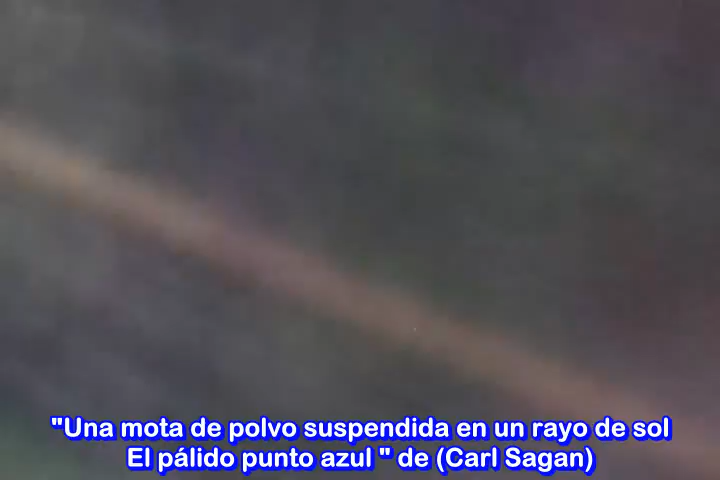 "Una mota de polvo suspendida en un rayo de sol
El pálido punto azul " de (Carl Sagan)